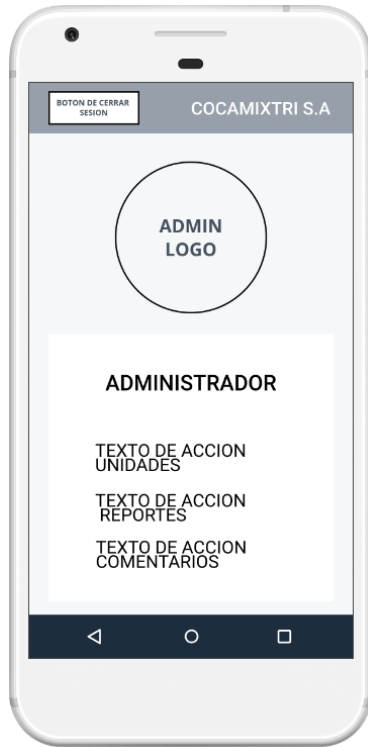 BOTON DE CERRAR
SESION
COCAMIXTRI S.A
ADMIN
LOGO
ADMINISTRADOR
TEXTO DE ACCION
UNIDADES
TEXTO DE ACCION
REPORTES
TEXTO DE ACCION
COMENTARIOS